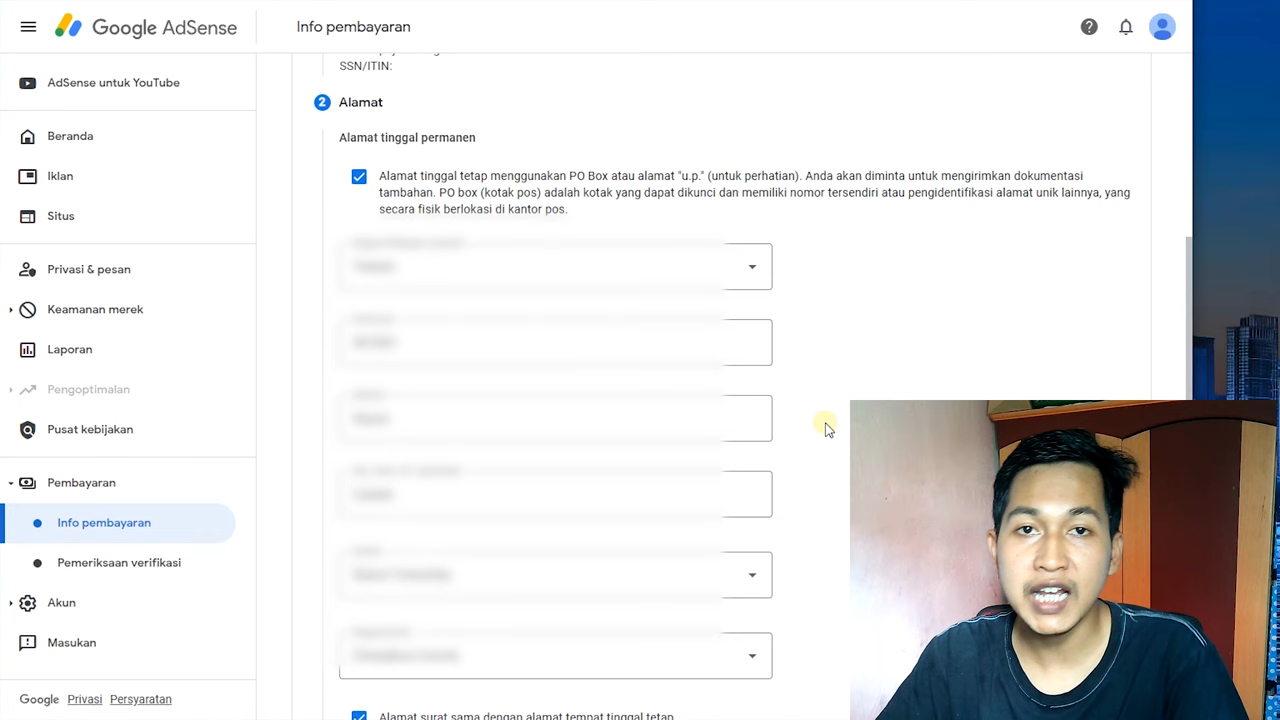 Google AdSense
Info pembayaran
AdSense untuk YouTube
Beranda
Iklan
Situs
Privasi & pesan
Keamanan merek
Laporan
Pengoptimalan
Pusat kebijakan
Pembayaran
Info pembayaran
Pemeriksaan verifikasi
Akun
Masukan
Google Privasi Persyaratan
SSN/ITIN:
2 Alamat
Alamat tinggal permanen
Alamat tinggal tetap menggunakan PO Box atau alamat "u.p." (untuk perhatian). Anda akan diminta untuk mengirimkan dokumentasi
tambahan. PO box (kotak pos) adalah kotak yang dapat dikunci dan memiliki nomor tersendiri atau pengidentifikasi alamat unik lainnya, yang
secara fisik berlokasi di kantor pos.
Alamat surat sama dengan alamat tempat tinggal tetap